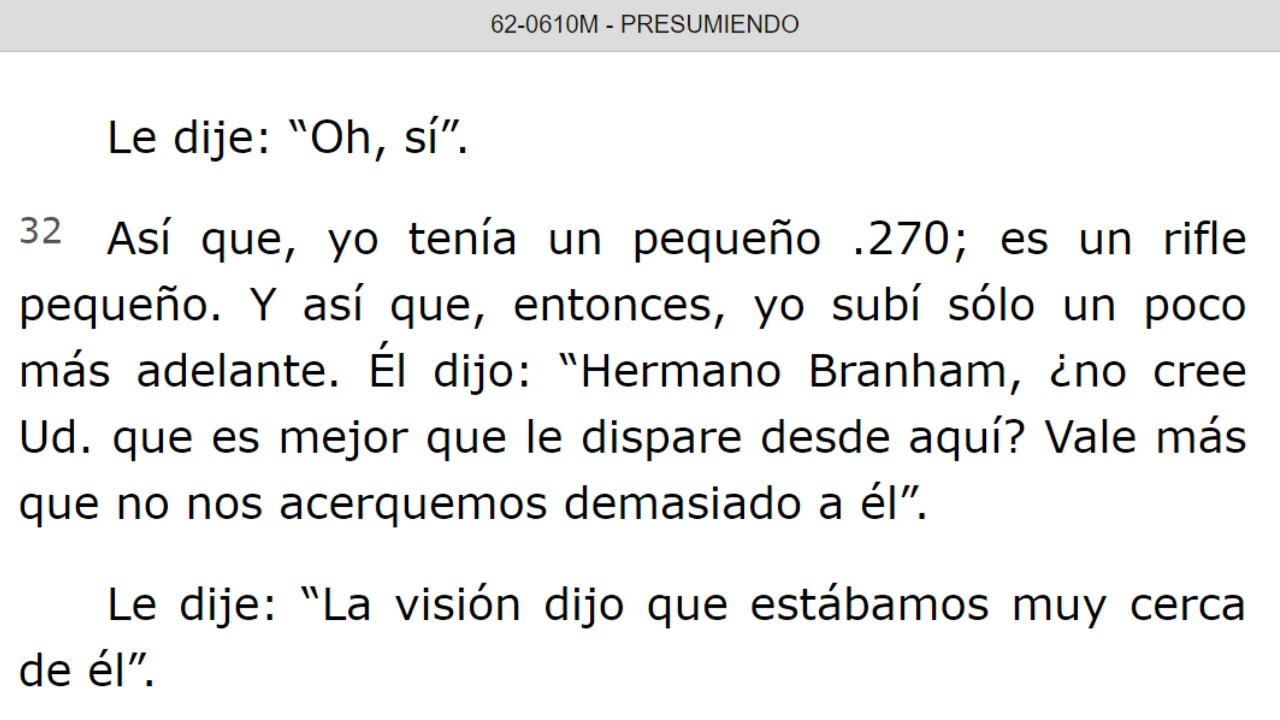 62-0610M - PRESUMIENDO
Le dije: “Oh, sí”.
32 Así que, yo tenía un pequeño .270; es un rifle
pequeño. Y así que, entonces, yo subí sólo un poco
más adelante. Él dijo: “Hermano Branham, ¿no cree
Ud. que es mejor que le dispare desde aquí? Vale más
que no nos acerquemos demasiado a él”.
Le dije: “La visión dijo que estábamos muy cerca
de él”.